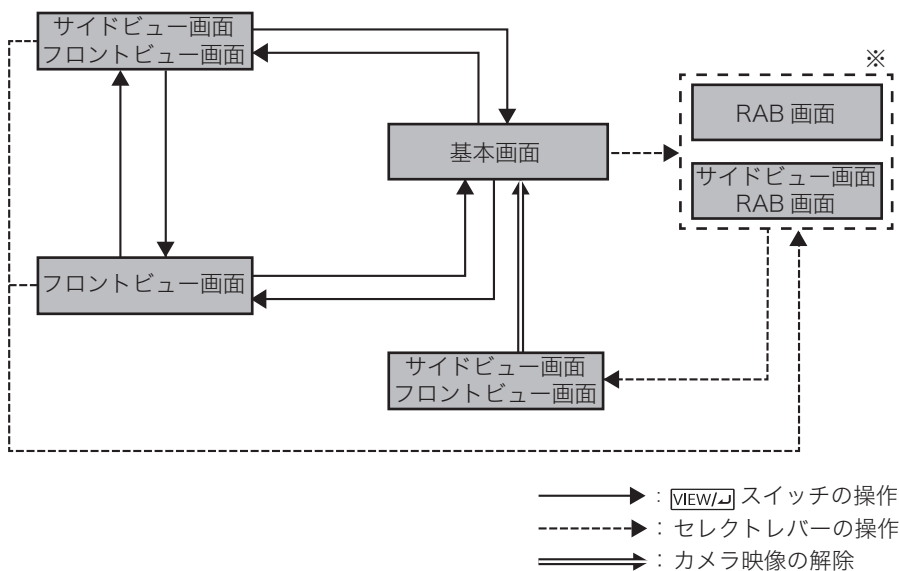 サイドビュー画面
フロントビュー画面
※
RAB 画面
基本画面
サイドビュー画面
RAB 画面
フロントビュー画面
サイドビュー画面
フロントビュー画面
: VIEW/⏎ スイッチの操作
: セレクトレバーの操作
: カメラ映像の解除